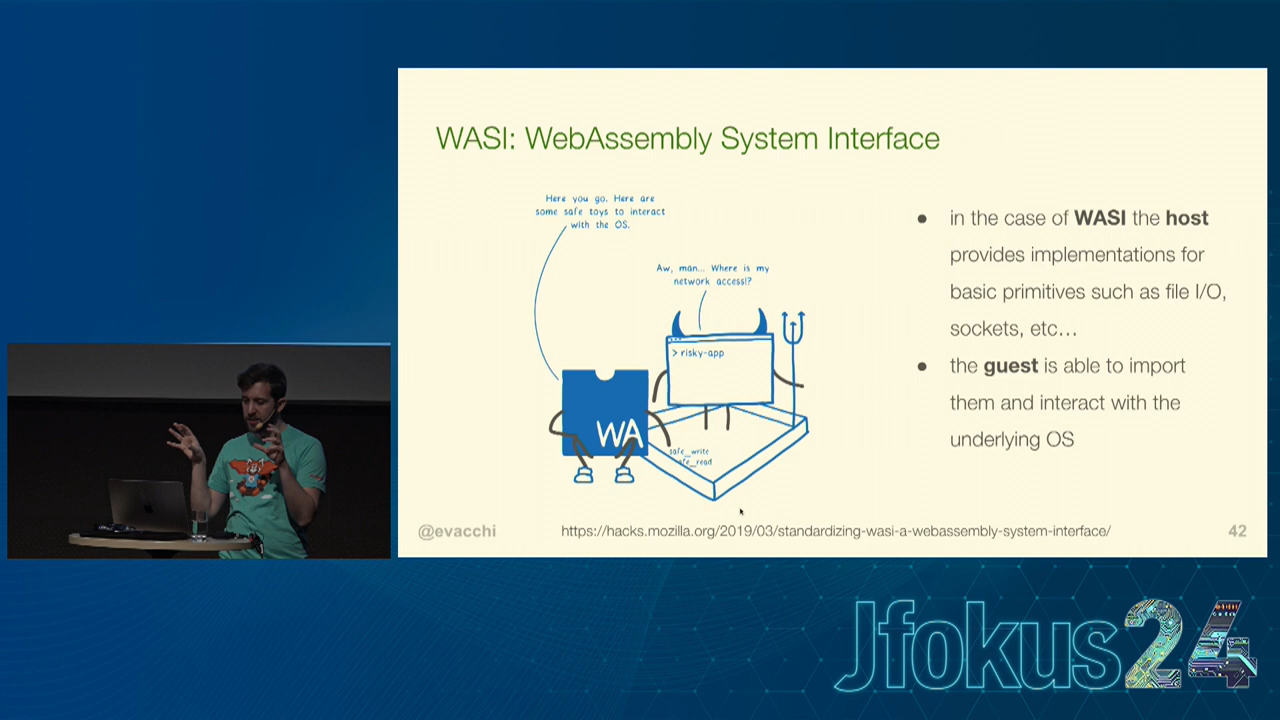 WASI: WebAssembly System Interface
Here you go. Here are
some safe toys to interact
with the OS.
Aw, man... Where is my
network access!?
> risky-app
WA
safe_write
safe_read
● in the case of WASI the host
provides implementations for
basic primitives such as file I/O,
sockets, etc…
● the guest is able to import
them and interact with the
underlying OS
@evacchi
https://hacks.mozilla.org/2019/03/standardizing-wasi-a-webassembly-system-interface/
42
Jfokus24